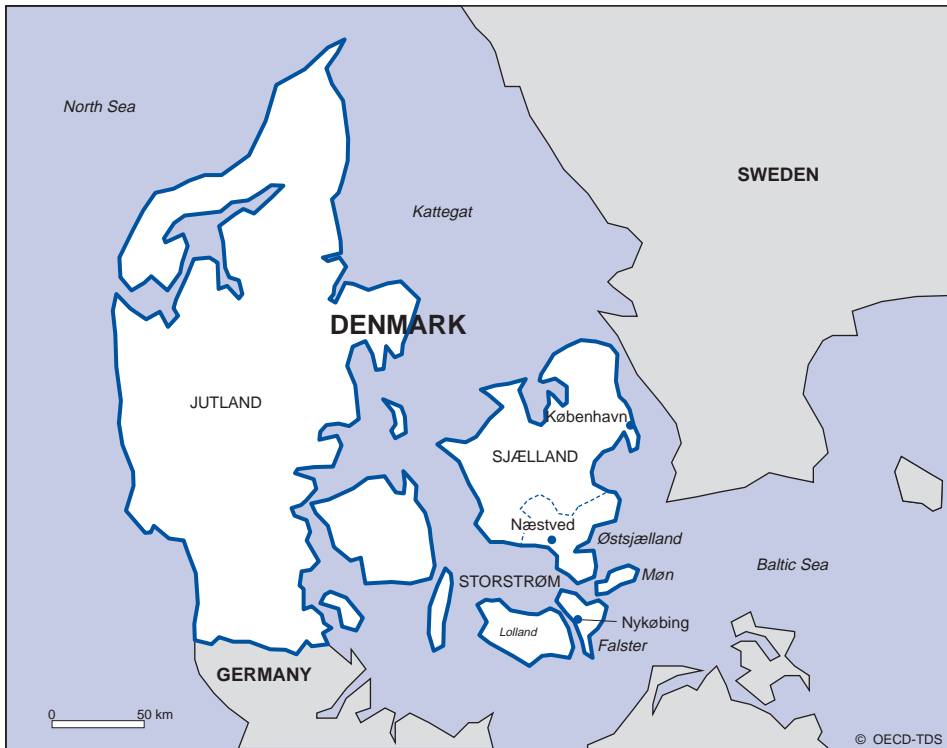 North Sea
SWEDEN
Kattegat
DENMARK
JUTLAND
København
SJÆLLAND
Næstved
Østsjælland
Baltic Sea
Møn
STORSTRØM
Nykøbing
Lolland
Falster
GERMANY
0 50 km
© OECD-TDS